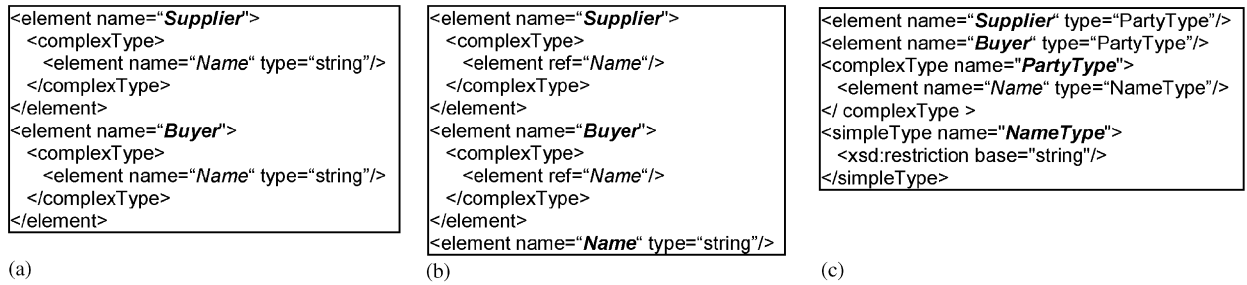 <element name=“Supplier">
<complexType>
<element name=“Name“ type=“string”/>
</complexType>
</element>
<element name=“Buyer">
<complexType>
<element name=“Name“ type=“string”/>
</complexType>
</element>
(a)
<element name=“Supplier">
<complexType>
<element ref=“Name“/>
</complexType>
</element>
<element name=“Buyer">
<complexType>
<element ref=“Name“/>
</complexType>
</element>
<element name=“Name“ type=“string”/>
(b)
<element name=“Supplier“ type=“PartyType”/>
<element name=“Buyer“ type=“PartyType”/>
<complexType name="PartyType">
<element name=“Name“ type=“NameType”/>
</ complexType >
<simpleType name="NameType">
<xsd:restriction base="string"/>
</simpleType>
(c)